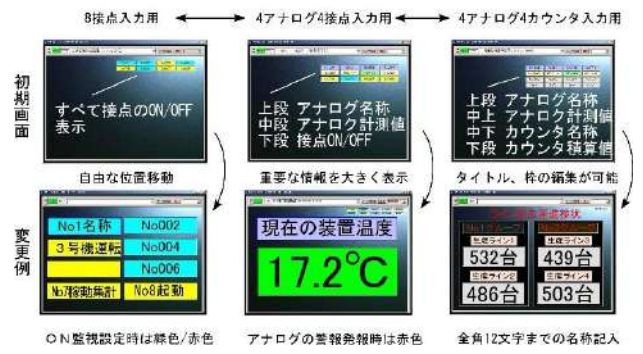 8接点入力用
4アナログ4接点入力用
4アナログ4カウンタ入力用
初期画面
すべて接点のON/OFF
表示
上段 アナログ名称
中段 アナログ計測値
下段 接点ON/OFF
上段 アナログ名称
中上 アナログ計測値
中下 カウンタ名称
下段 カウンタ積算値
自由な位置移動
重要な情報を大きく表示
タイトル、枠の編集が可能
変更例
No1名称 No002
3号機運転 No004
No006
No7稼動集計 No8起動
現在の装置温度
17.2℃
生産ライン1 生産ライン3
532台 439台
生産ライン2 生産ライン4
486台 503台
ON監視設定時は緑色/赤色
アナログの警報発報時は赤色
全角12文字までの名称記入